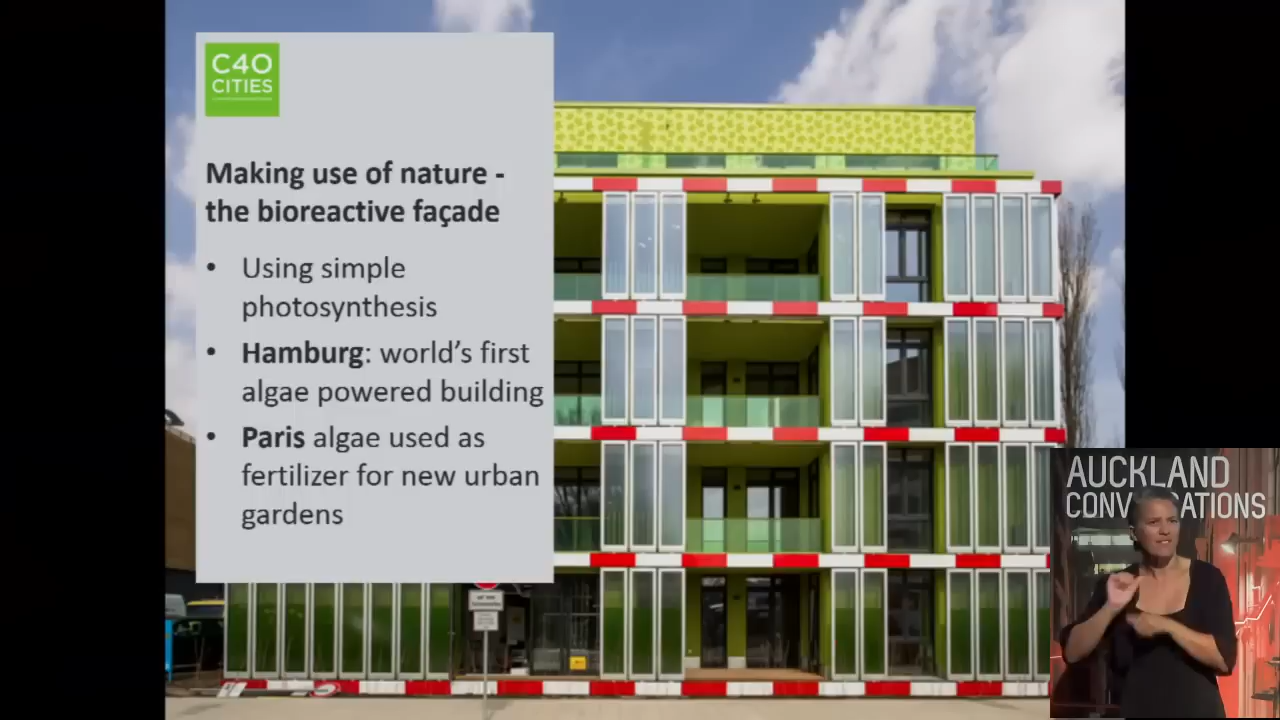 C40
CITIES
Making use of nature -
the bioreactive façade
• Using simple
photosynthesis
• Hamburg: world's first
algae powered building
• Paris algae used as
fertilizer for new urban
gardens
AUCKLAND